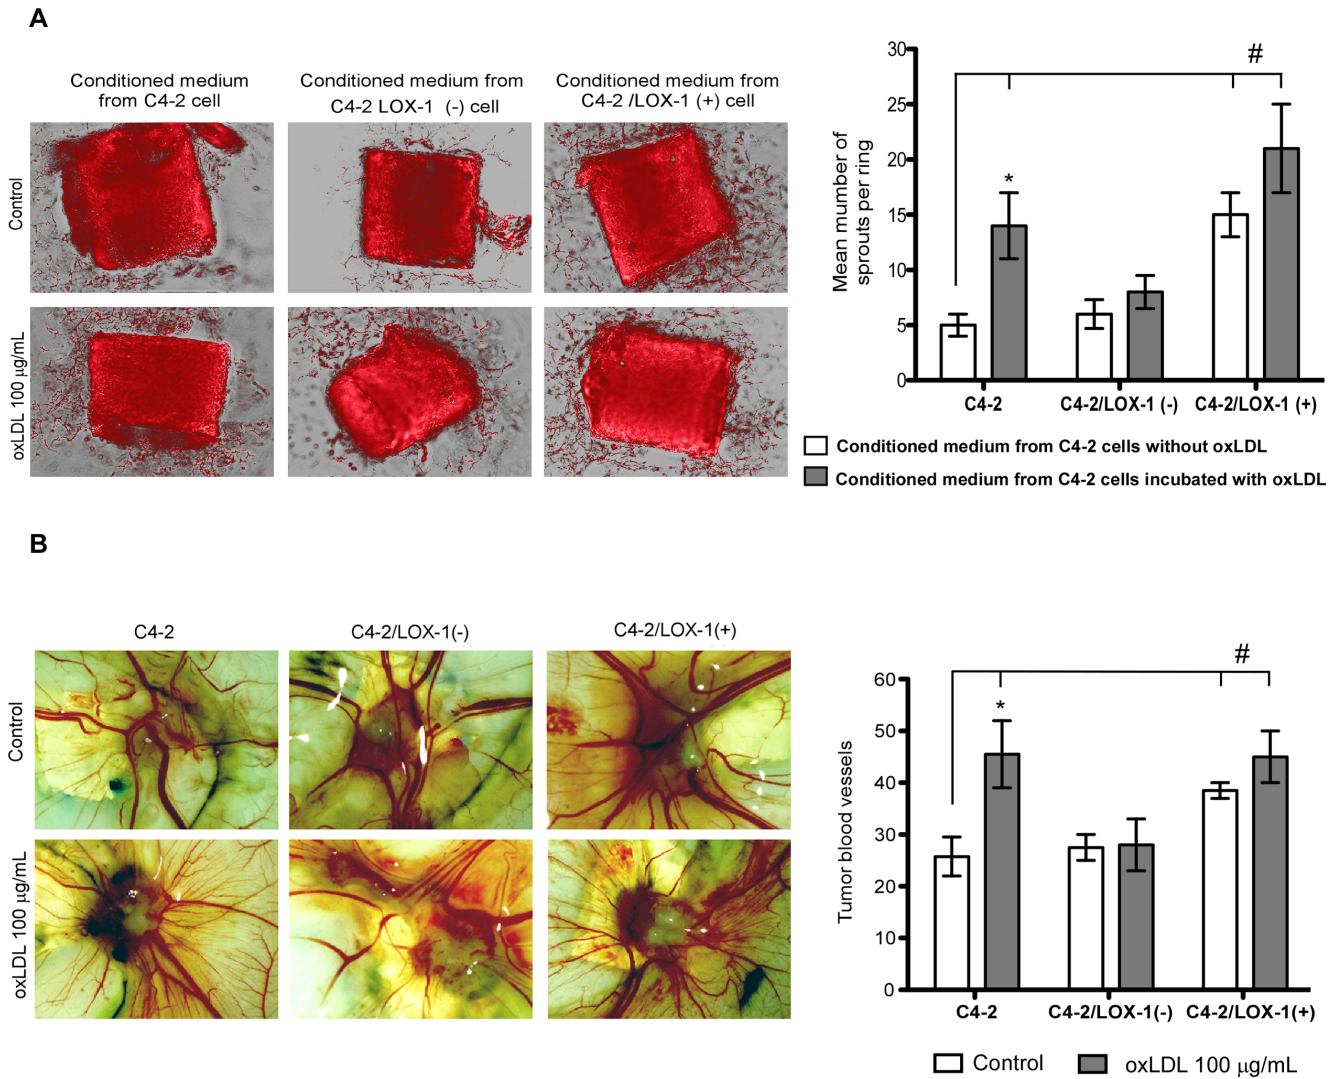 A
Conditioned medium
from C4-2 cell
Conditioned medium from
C4-2 LOX-1 (-) cell
Conditioned medium from
C4-2 /LOX-1 (+) cell
Control
oxLDL 100 µg/mL
Mean mumber of
sprouts per ring
30
25
20
15
10
5
0
*
#
C4-2
C4-2/LOX-1 (-)
C4-2/LOX-1 (+)
Conditioned medium from C4-2 cells without oxLDL
Conditioned medium from C4-2 cells incubated with oxLDL
B
C4-2
C4-2/LOX-1(-)
C4-2/LOX-1(+)
Control
oxLDL 100 µg/mL
Tumor blood vessels
60
50
40
30
20
10
0
*
#
C4-2
C4-2/LOX-1(-)
C4-2/LOX-1(+)
Control
oxLDL 100 µg/mL